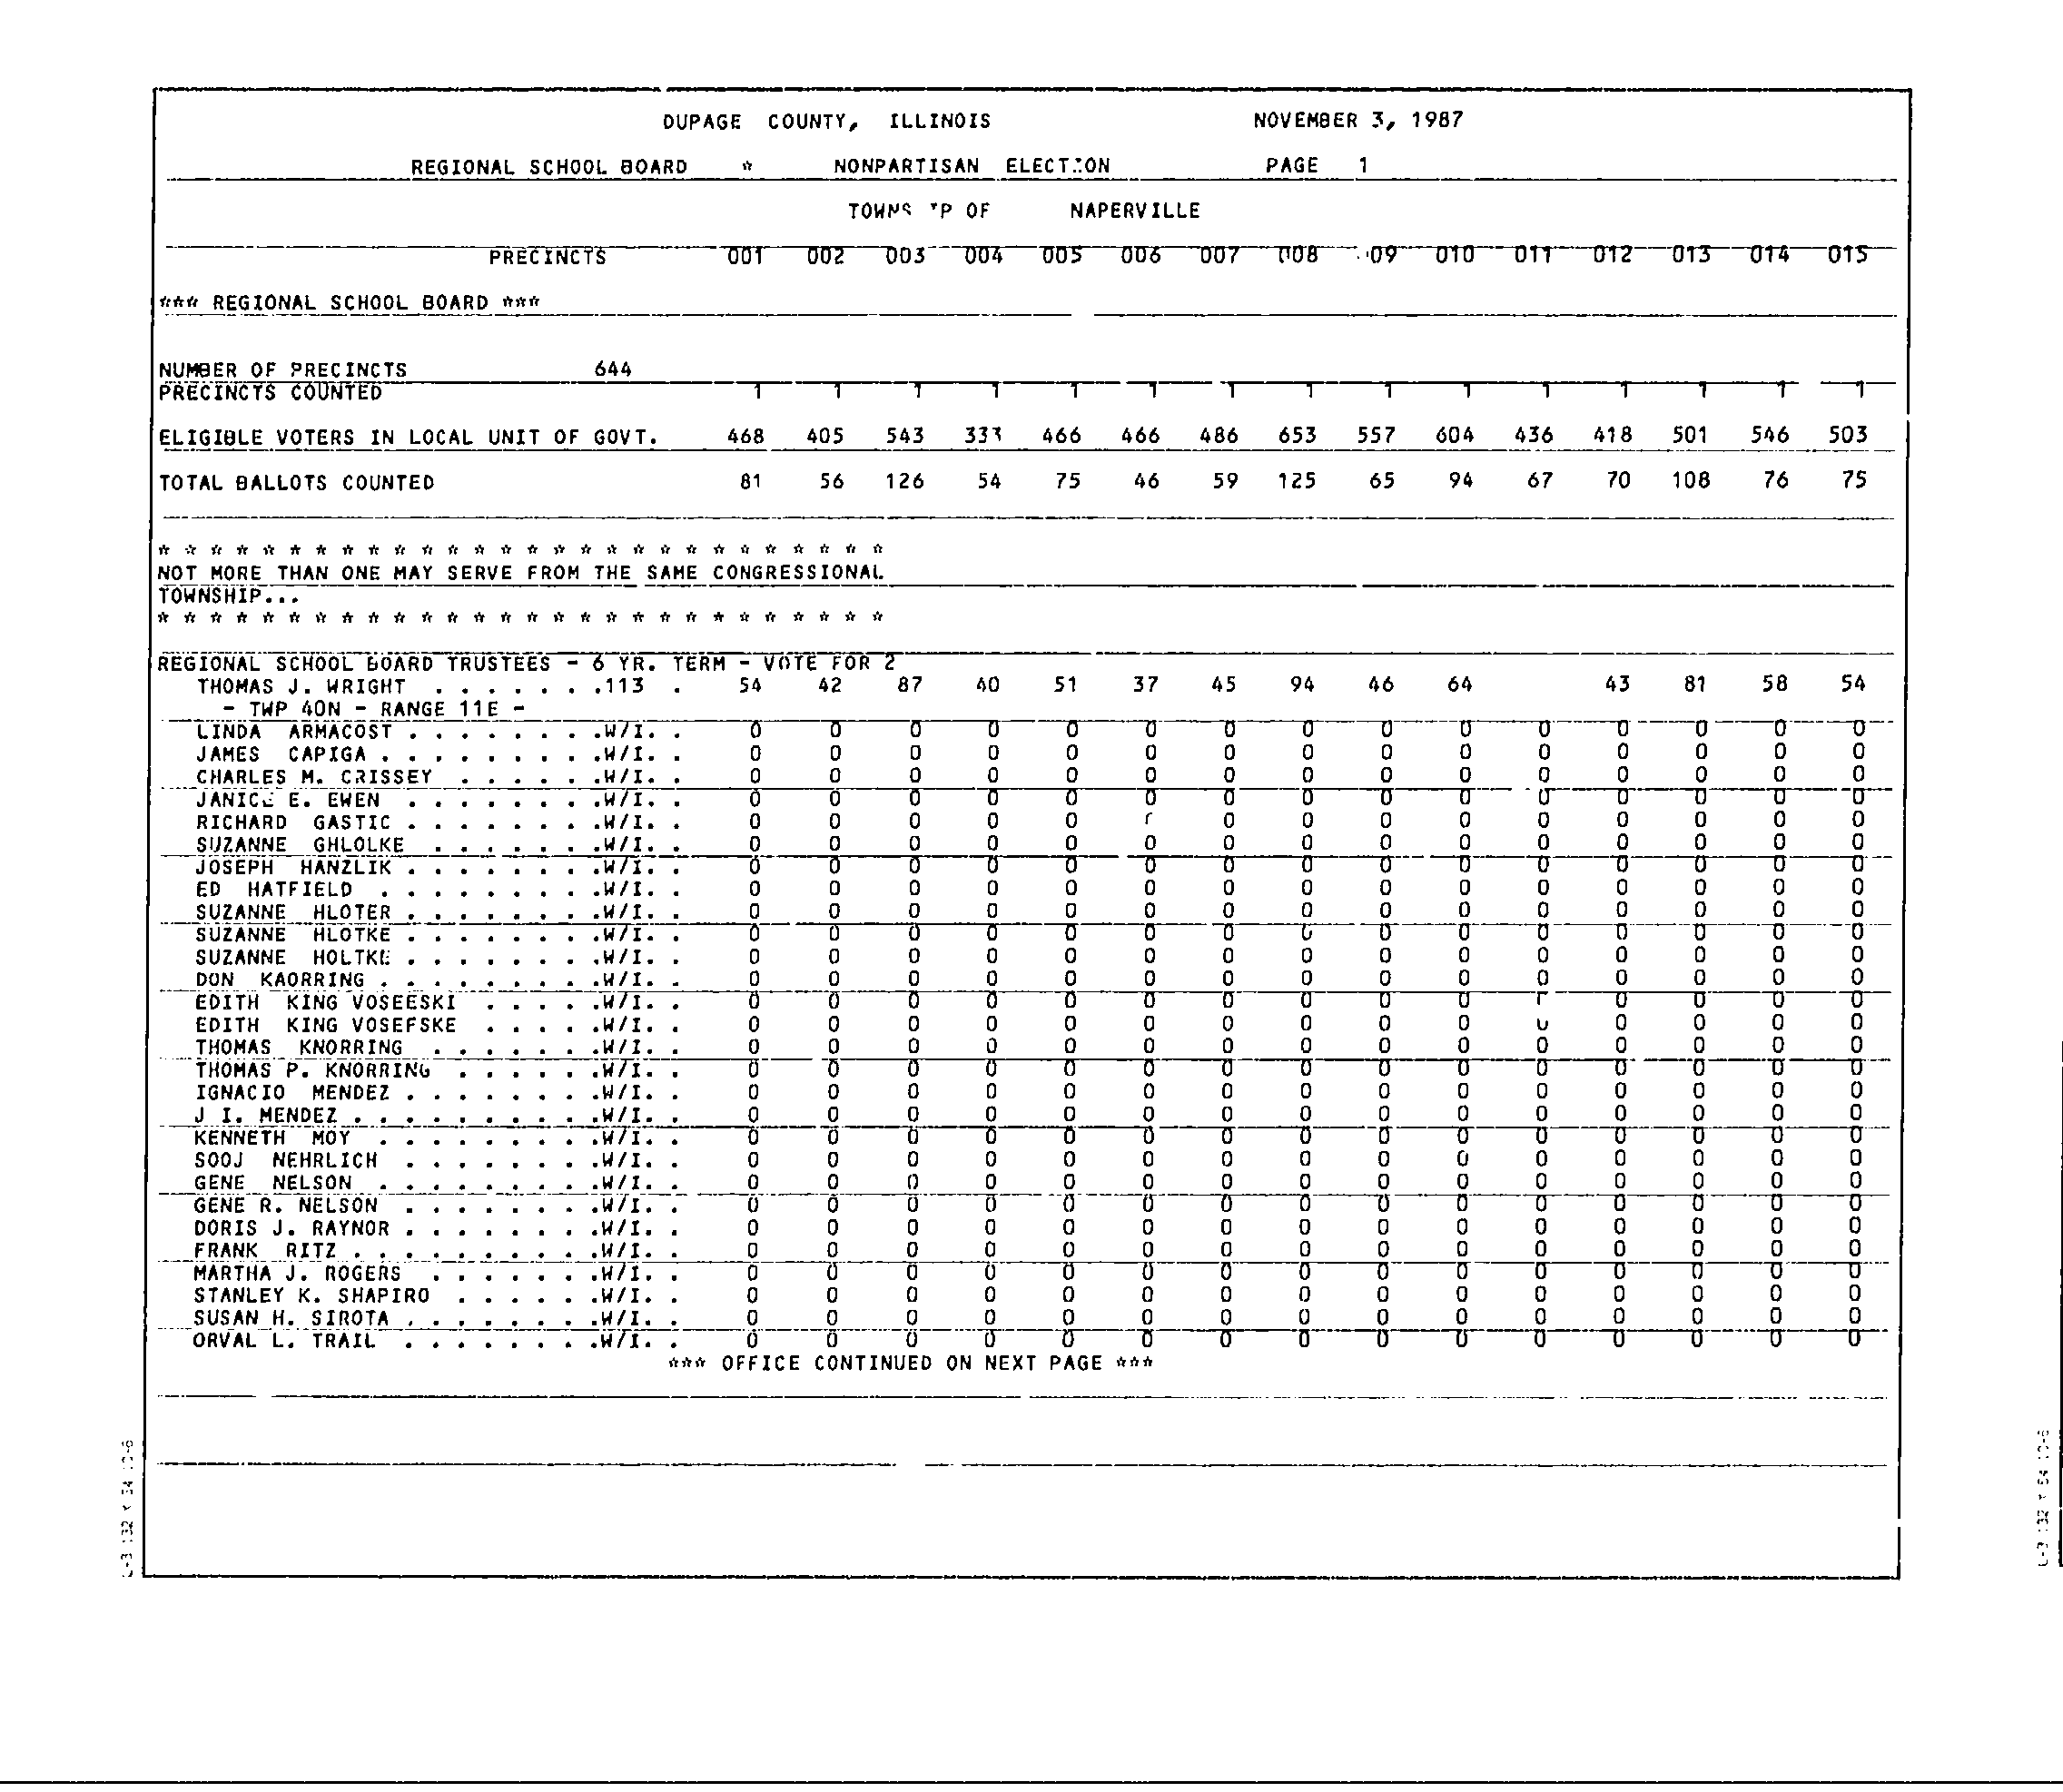 DUPAGE COUNTY, ILLINOIS NOVEMBER 3, 1987
REGIONAL SCHOOL BOARD * NONPARTISAN ELECTION PAGE 1
OF NAPERVILLE
PRECINCTS 001 002 003 004 005 006 007 008 09 010 011 012 013 014 015
*** REGIONAL SCHOOL BOARD ***
NUMBER OF PRECINCTS 644
PRECINCTS COUNTED 1 1 1 1 1 1 1 1 1 1 1 1 1 1 1
ELIGIBLE VOTERS IN LOCAL UNIT OF GOVT. 468 405 543 333 466 466 486 653 557 604 436 418 501 546 503
TOTAL BALLOTS COUNTED 81 56 126 54 75 46 59 125 65 94 67 70 108 76 75
* * * * * * * * * * * * * * * * * * * * * * * * * * * *
NOT MORE THAN ONE MAY SERVE FROM THE SAME CONGRESSIONAL
TOWNSHIP...
* * * * * * * * * * * * * * * * * * * * * * * * * * * *
REGIONAL SCHOOL BOARD TRUSTEES - 6 YR. TERM - VOTE FOR 2
THOMAS J. WRIGHT . . . . . . .113 . 54 42 87 40 51 37 45 94 46 64 43 81 58 54
- TWP 40N - RANGE 11E -
LINDA ARMACOST . . . . . . . .W/I. . 0 0 0 0 0 0 0 0 0 0 0 0 0 0 0
JAMES CAPIGA . . . . . . . . .W/I. . 0 0 0 0 0 0 0 0 0 0 0 0 0 0 0
CHARLES M. CRISSEY . . . . . .W/I. . 0 0 0 0 0 0 0 0 0 0 0 0 0 0 0
JANICE E. EWEN . . . . . . . .W/I. . 0 0 0 0 0 0 0 0 0 0 0 0 0 0 0
RICHARD GASTIC . . . . . . . .W/I. . 0 0 0 0 0 0 0 0 0 0 0 0 0 0
SUZANNE GHLOLKE . . . . . . .W/I. . 0 0 0 0 0 0 0 0 0 0 0 0 0 0 0
JOSEPH HANZLIK . . . . . . . .W/I. . 0 0 0 0 0 0 0 0 0 0 0 0 0 0 0
ED HATFIELD . . . . . . . . .W/I. . 0 0 0 0 0 0 0 0 0 0 0 0 0 0 0
SUZANNE HLOTER . . . . . . . .W/I. . 0 0 0 0 0 0 0 0 0 0 0 0 0 0 0
SUZANNE HLOTKE . . . . . . . .W/I. . 0 0 0 0 0 0 0 0 0 0 0 0 0 0 0
SUZANNE HOLTKE . . . . . . . .W/I. . 0 0 0 0 0 0 0 0 0 0 0 0 0 0 0
DON KAORRING . . . . . . . . .W/I. . 0 0 0 0 0 0 0 0 0 0 0 0 0 0 0
EDITH KING VOSEESKI . . . . .W/I. . 0 0 0 0 0 0 0 0 0 0 0 0 0 0
EDITH KING VOSEFSKE . . . . .W/I. . 0 0 0 0 0 0 0 0 0 0 0 0 0 0
THOMAS KNORRING . . . . . . .W/I. . 0 0 0 0 0 0 0 0 0 0 0 0 0 0 0
THOMAS P. KNORRING . . . . . .W/I. . 0 0 0 0 0 0 0 0 0 0 0 0 0 0 0
IGNACIO MENDEZ . . . . . . . .W/I. . 0 0 0 0 0 0 0 0 0 0 0 0 0 0 0
J I. MENDEZ . . . . . . . . . .W/I. . 0 0 0 0 0 0 0 0 0 0 0 0 0 0 0
KENNETH MOY . . . . . . . . .W/I. . 0 0 0 0 0 0 0 0 0 0 0 0 0 0 0
SOOJ NEHRLICH . . . . . . . .W/I. . 0 0 0 0 0 0 0 0 0 0 0 0 0 0 0
GENE NELSON . . . . . . . . .W/I. . 0 0 0 0 0 0 0 0 0 0 0 0 0 0 0
GENE R. NELSON . . . . . . . .W/I. . 0 0 0 0 0 0 0 0 0 0 0 0 0 0 0
DORIS J. RAYNOR . . . . . . . .W/I. . 0 0 0 0 0 0 0 0 0 0 0 0 0 0 0
FRANK RITZ . . . . . . . . . .W/I. . 0 0 0 0 0 0 0 0 0 0 0 0 0 0 0
MARTHA J. ROGERS . . . . . . .W/I. . 0 0 0 0 0 0 0 0 0 0 0 0 0 0 0
STANLEY K. SHAPIRO . . . . . .W/I. . 0 0 0 0 0 0 0 0 0 0 0 0 0 0 0
SUSAN H. SIROTA . . . . . . . .W/I. . 0 0 0 0 0 0 0 0 0 0 0 0 0 0 0
ORVAL L. TRAIL . . . . . . . .W/I. . 0 0 0 0 0 0 0 0 0 0 0 0 0 0 0
*** OFFICE CONTINUED ON NEXT PAGE ***